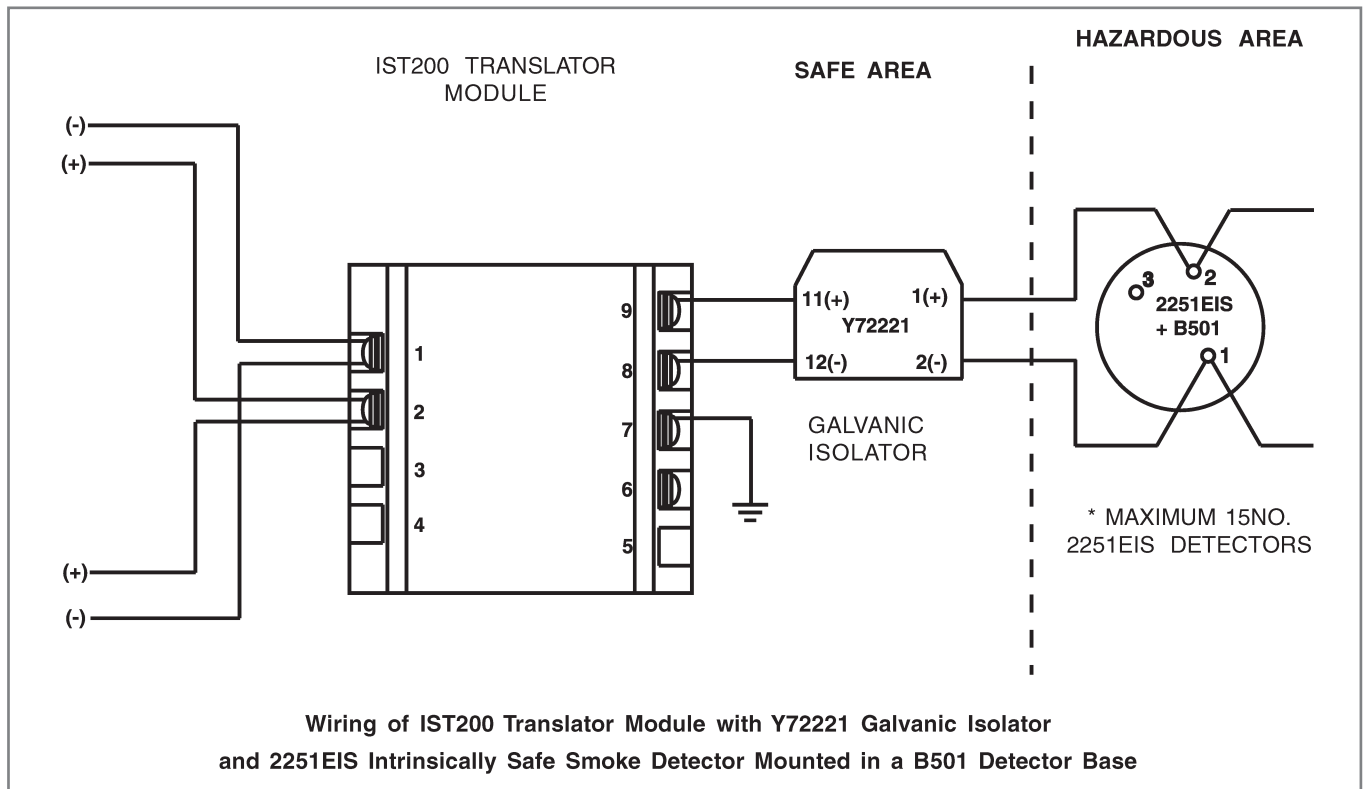 HAZARDOUS AREA
IST200 TRANSLATOR
MODULE
SAFE AREA
(-)
(+)
9
11(+)
1(+)
Y72221
12(-)
2(-)
3
2
2251EIS
+ B501
1
1
8
2
7
GALVANIC
ISOLATOR
3
6
4
5
* MAXIMUM 15NO.
2251EIS DETECTORS
(+)
(-)
Wiring of IST200 Translator Module with Y72221 Galvanic Isolator
and 2251EIS Intrinsically Safe Smoke Detector Mounted in a B501 Detector Base